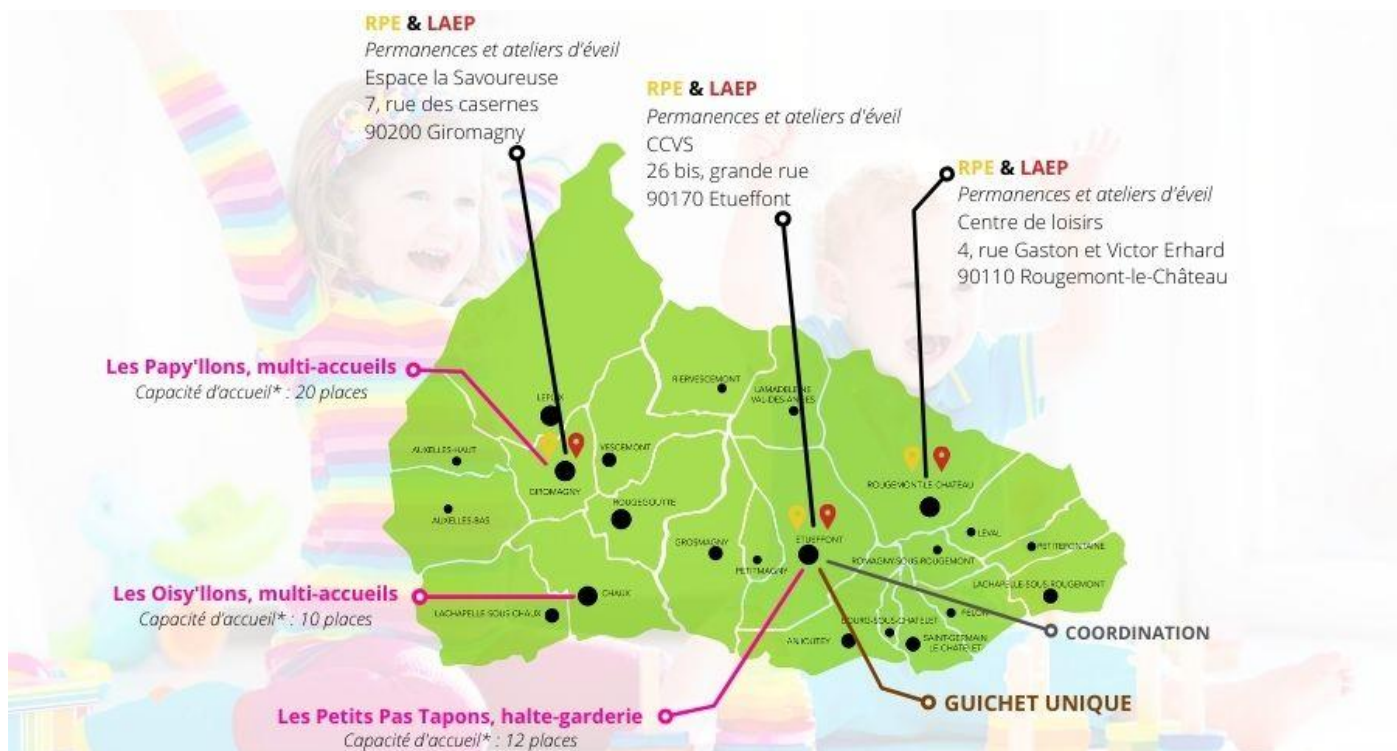 RPE & LAEP
Permanences et ateliers d'éveil
Espace la Savoureuse
7, rue des casernes
90200 Giromagny
RPE & LAEP
Permanences et ateliers d'éveil
CCVS
26 bis, grande rue
90170 Etueffont
RPE & LAEP
Permanences et ateliers d'éveil
Centre de loisirs
4, rue Gaston et Victor Erhard
90110 Rougemont-le-Château
Les Papy'llons, multi-accueils
Capacité d'accueil* : 20 places
RIERVESCEMONT
LAMADELEINE
VAL-DES-ANGES
LEPUIX
AUXELLES-HAUT
VESCEMONT
GIROMAGNY
ROUGEMONT-LE-CHATEAU
ROUGEGOUTTE
AUXELLES-BAS
GROSMAGNY
ETUEFFONT
LEVAL
PETITEFONTAINE
PETITMAGNY
ROMAGNY-SOUS-ROUGEMONT
LACHAPELLE-SOUS-ROUGEMONT
Les Oisy'llons, multi-accueils
Capacité d'accueil* : 10 places
CHAUX
LACHAPELLE-SOUS-CHAUX
FELON
BOURG-SOUS-CHATELET
ANJOUTEY
SAINT-GERMAIN
LE-CHATELET
COORDINATION
GUICHET UNIQUE
Les Petits Pas Tapons, halte-garderie
Capacité d'accueil* : 12 places